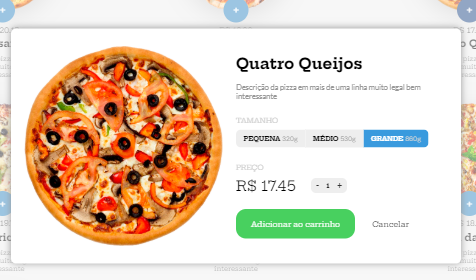 Quatro Queijos
Descrição da pizza em mais de uma linha muito legal bem
interessante
TAMANHO
PEQUENA 320g MÉDIO 530g GRANDE 860g
PREÇO
R$ 17.45 - 1 +
Adicionar ao carrinho Cancelar